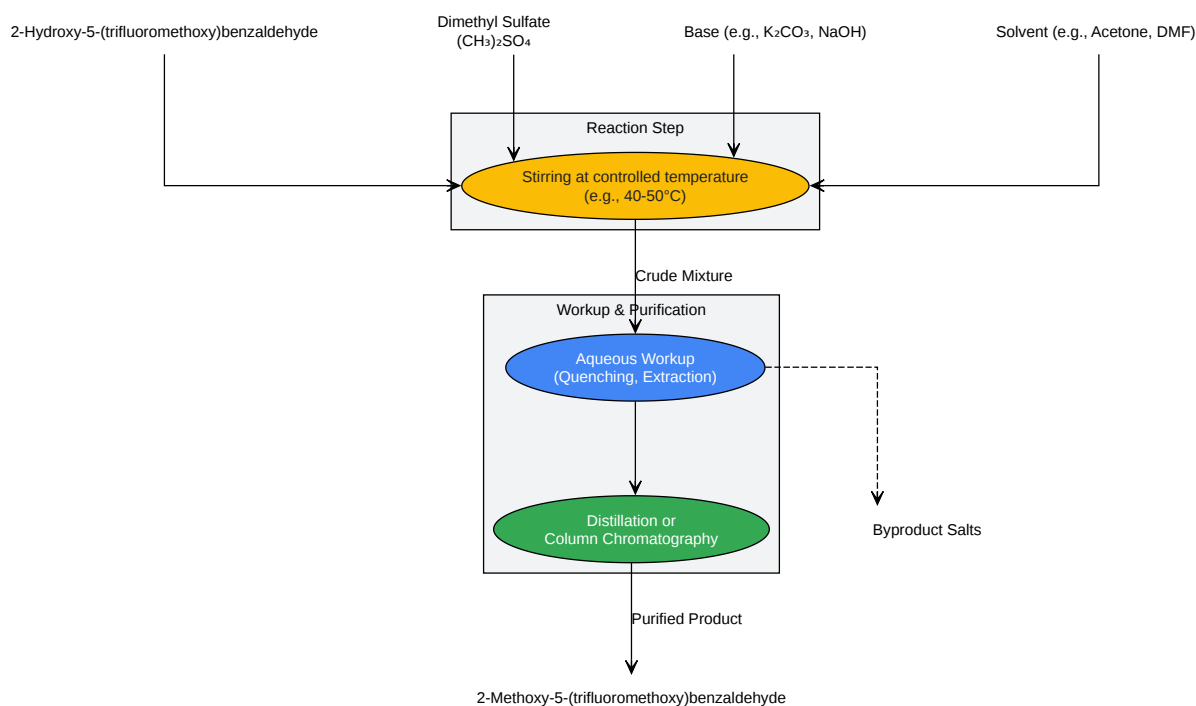 2-Hydroxy-5-(trifluoromethoxy)benzaldehyde
Dimethyl Sulfate
(CH₃)₂SO₄
Base (e.g., K₂CO₃, NaOH)
Solvent (e.g., Acetone, DMF)
Reaction Step
Stirring at controlled temperature
(e.g., 40-50°C)
Crude Mixture
Workup & Purification
Aqueous Workup
(Quenching, Extraction)
Distillation or
Column Chromatography
Byproduct Salts
Purified Product
2-Methoxy-5-(trifluoromethoxy)benzaldehyde